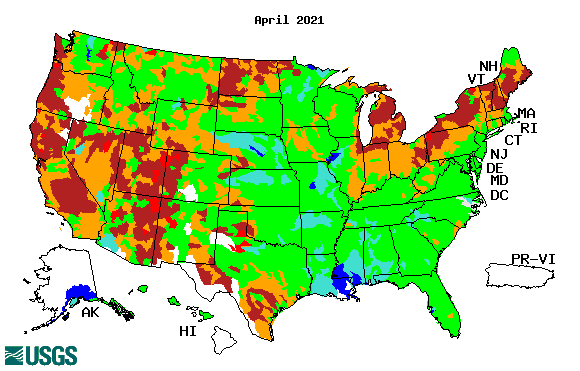 April 2021
NH
VT
MA
RI
CT
NJ
DE
MD
DC
PR-VI
AK
HI
USGS